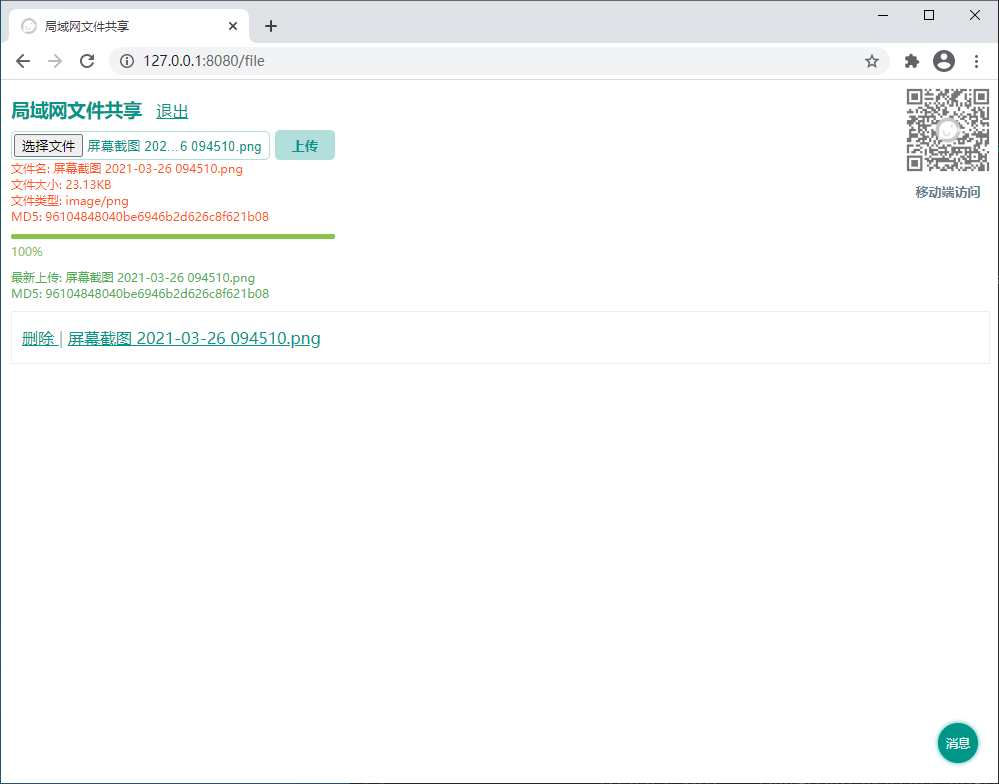 局域网文件共享
127.0.0.1:8080/file
局域网文件共享 退出
选择文件 屏幕截图 202...6 094510.png 上传
文件名: 屏幕截图 2021-03-26 094510.png
文件大小: 23.13KB
文件类型: image/png
MD5: 96104848040be6946b2d626c8f621b08
100%
最新上传: 屏幕截图 2021-03-26 094510.png
MD5: 96104848040be6946b2d626c8f621b08
删除 | 屏幕截图 2021-03-26 094510.png
移动端访问
消息